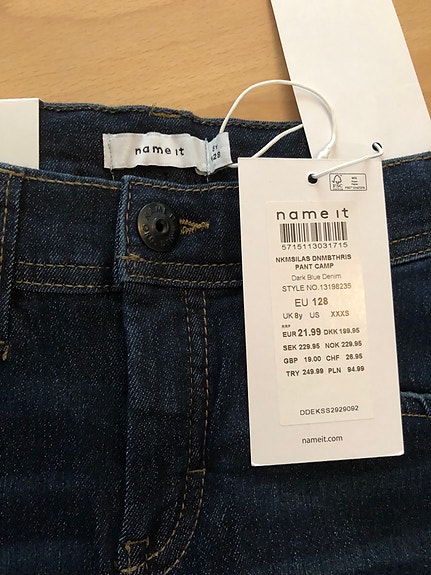 name it
8Y
128
FSC
name it
5715113031715
NKMSILAS DNMBTHRIS
PANT CAMP
Dark Blue Denim
STYLE NO.13198235
EU 128
UK 8y US XXXS
RRP
EUR 21.99 DKK 199.95
SEK 229.95 NOK 229.95
GBP 19.00 CHF 26.95
TRY 249.99 PLN 94.99
DDEKSS2929092
nameit.com